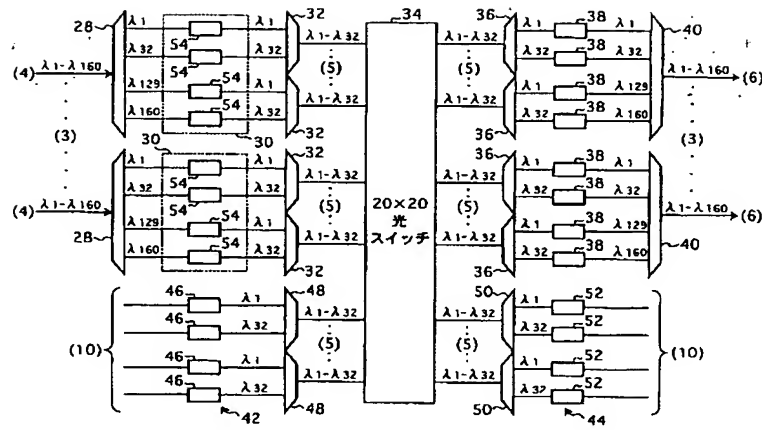 28 λ1 54 λ1 32 34 36 λ1 38 λ1 40
λ32 54 λ32 λ1-λ32 λ1-λ32 λ32 38 λ32
(4) λ1-λ160 (5) (5) λ1-λ160 (6)
λ129 54 λ1 λ1 38 λ129
λ160 54 λ32 λ1-λ32 λ1-λ32 λ32 38 λ160
(3) 30 32 36 (3)
30 λ1 54 λ1 32 36 λ1 38 λ1
λ32 54 λ32 λ1-λ32 λ1-λ32 λ32 38 λ32
(4) λ1-λ160 (5) 20×20 (5) λ1-λ160 (6)
28 λ129 54 λ1 光 λ1 38 λ129 40
λ160 54 λ32 λ1-λ32 スイッチ λ1-λ32 λ32 38 λ160
32 36
46 λ1 48 50 λ1 52
46 λ32 λ1-λ32 λ1-λ32 λ32 52
(10) (5) (5) (10)
46 λ1 λ1 52
46 λ32 λ1-λ32 λ1-λ32 λ32 52
42 48 50 44